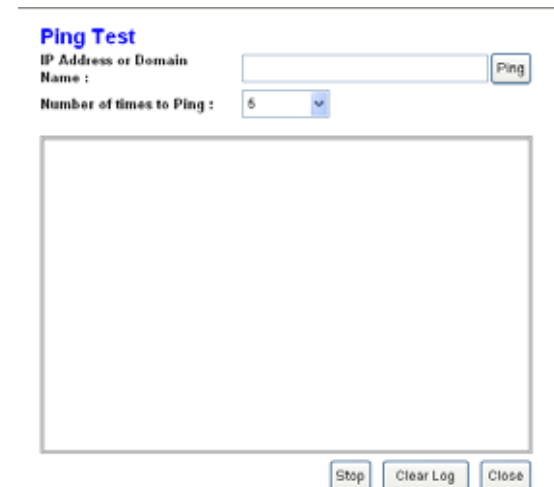 Ping Test
IP Address or Domain
Name :
Ping
Number of times to Ping :
5
Stop
Clear Log
Close